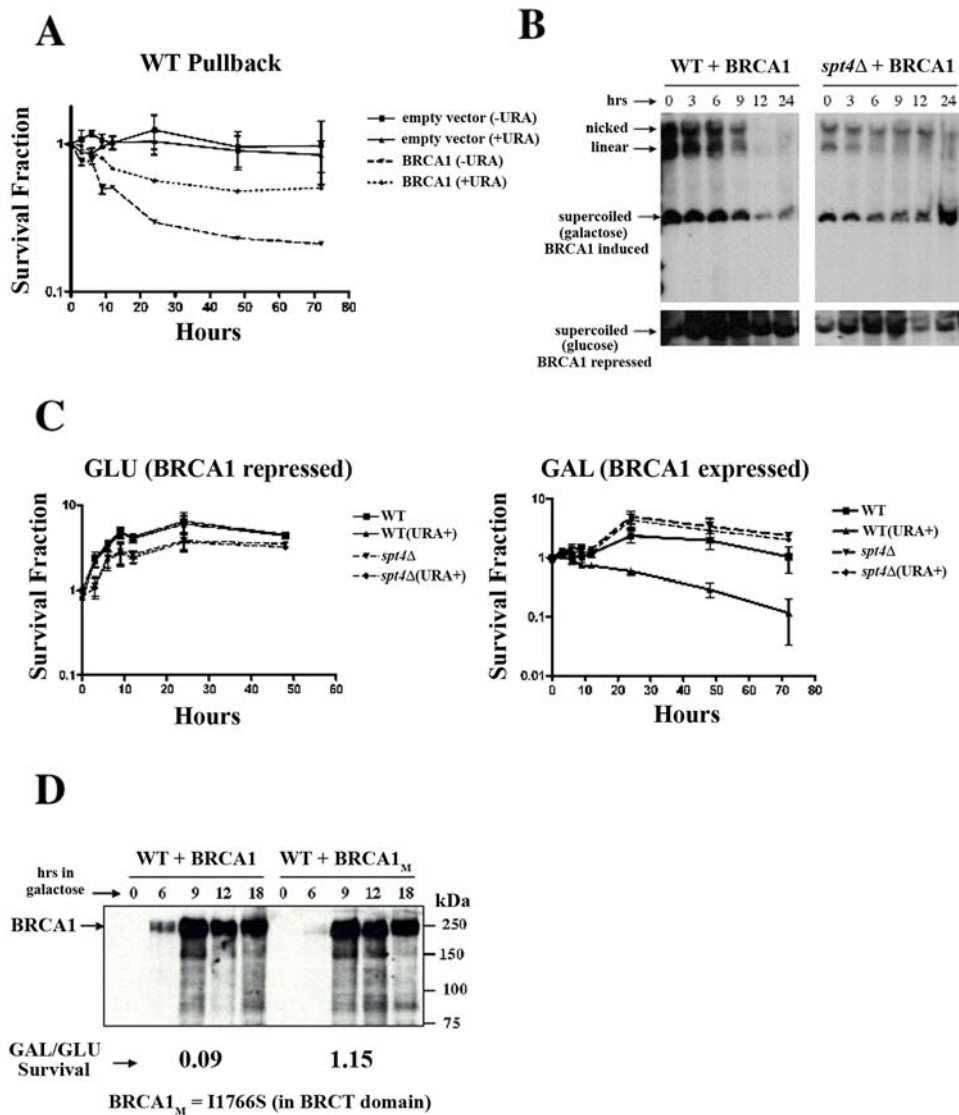 A
WT Pullback
Survival Fraction
1
0.1
0 10 20 30 40 50 60 70 80
Hours
empty vector (-URA)
empty vector (+URA)
BRCA1 (-URA)
BRCA1 (+URA)
B
WT + BRCA1
spt4Δ + BRCA1
hrs
0 3 6 9 12 24
0 3 6 9 12 24
nicked
linear
supercoiled
(galactose)
BRCA1 induced
supercoiled
(glucose)
BRCA1 repressed
C
GLU (BRCA1 repressed)
Survival Fraction
10
1
0.1
0 10 20 30 40 50 60
Hours
WT
WT(URA+)
spt4Δ
spt4Δ(URA+)
GAL (BRCA1 expressed)
Survival Fraction
10
1
0.1
0.01
0 10 20 30 40 50 60 70 80
Hours
WT
WT(URA+)
spt4Δ
spt4Δ(URA+)
D
WT + BRCA1
WT + BRCA1M
hrs in
galactose
0 6 9 12 18
0 6 9 12 18
kDa
BRCA1
250
150
100
75
GAL/GLU
Survival
0.09
1.15
BRCA1M = I1766S (in BRCT domain)